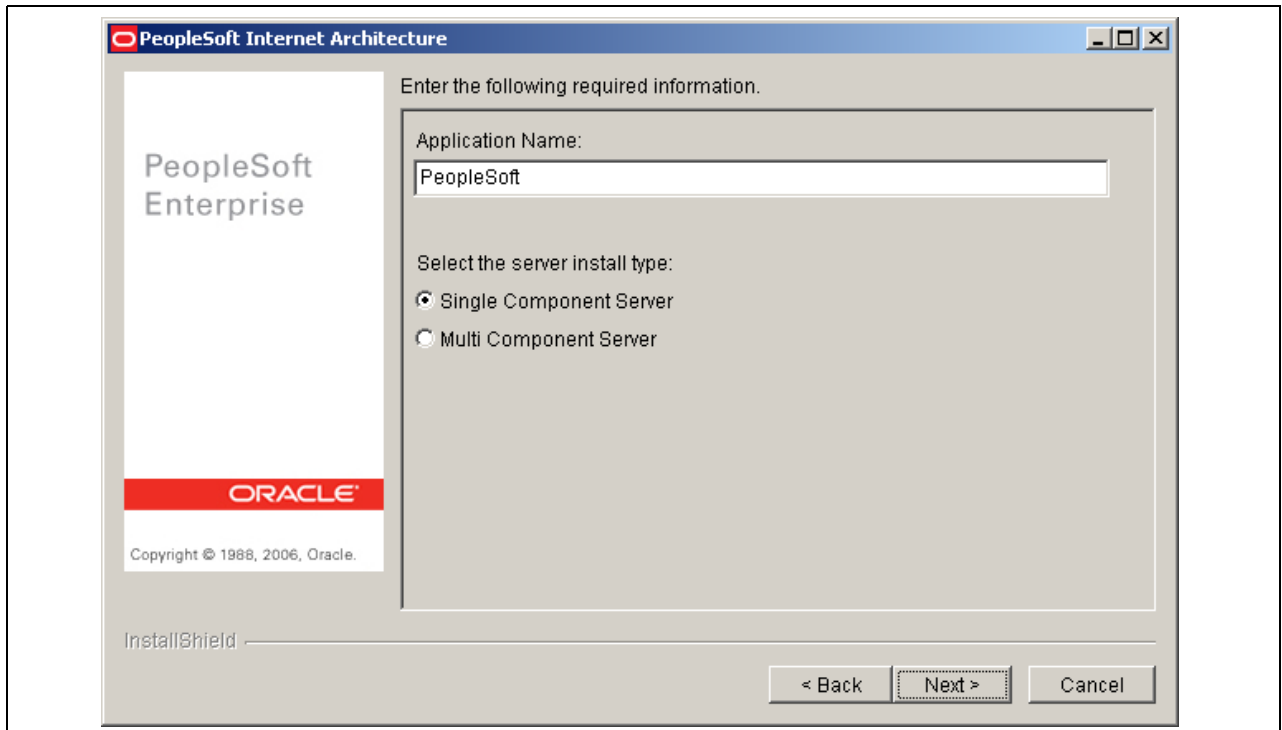 PeopleSoft Internet Architecture
Enter the following required information.
PeopleSoft
Enterprise
Application Name:
PeopleSoft
Select the server install type:
Single Component Server
Multi Component Server
ORACLE
Copyright © 1988, 2006, Oracle.
InstallShield
< Back
Next >
Cancel